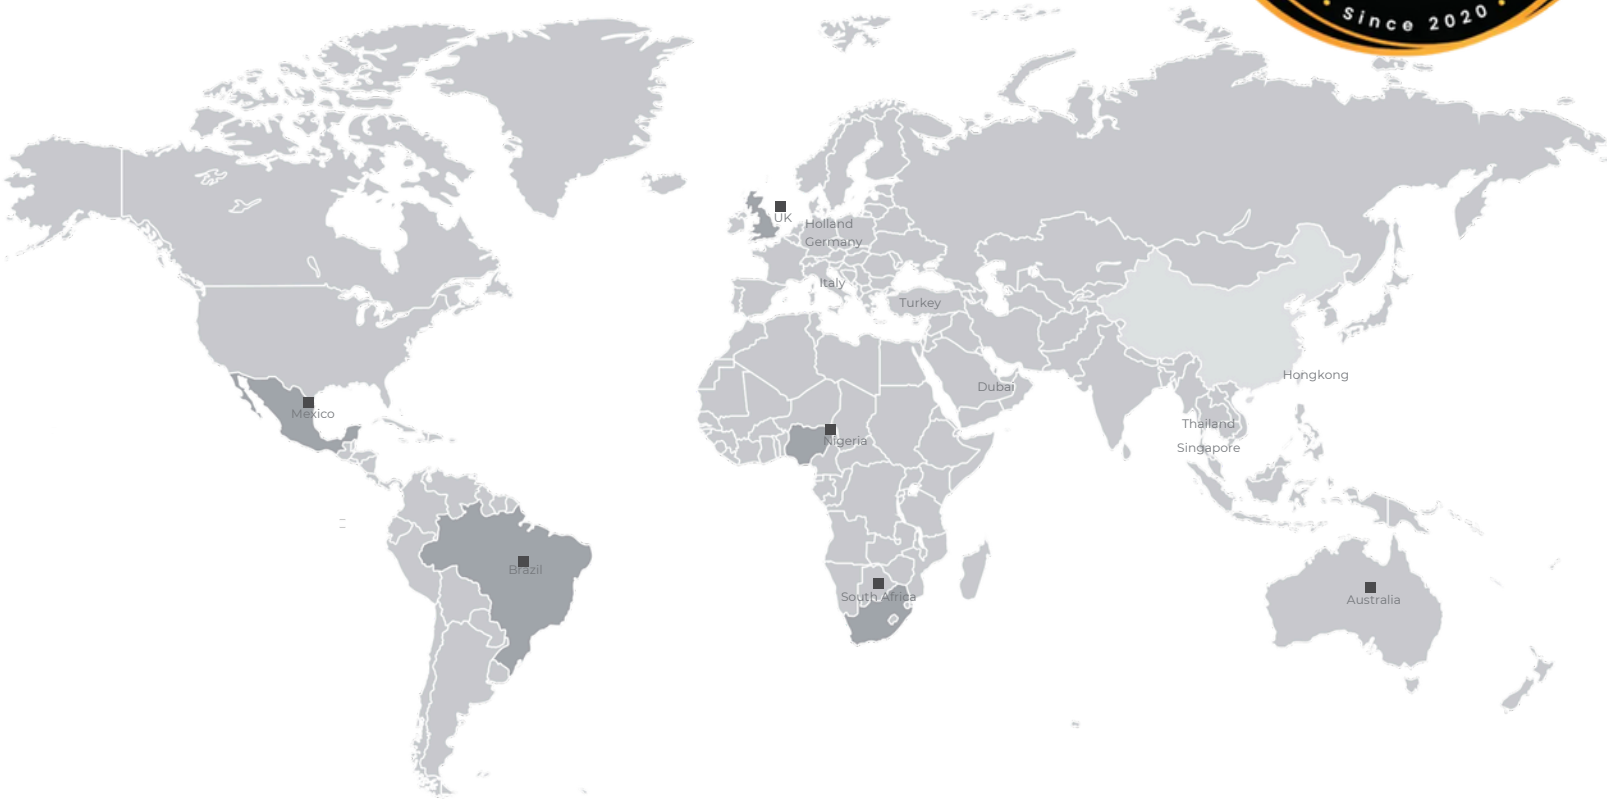 Since 2020
UK
Holland
Germany
Italy
Turkey
Dubai
Hongkong
Mexico
Thailand
Nigeria
Singapore
Brazil
South Africa
Australia